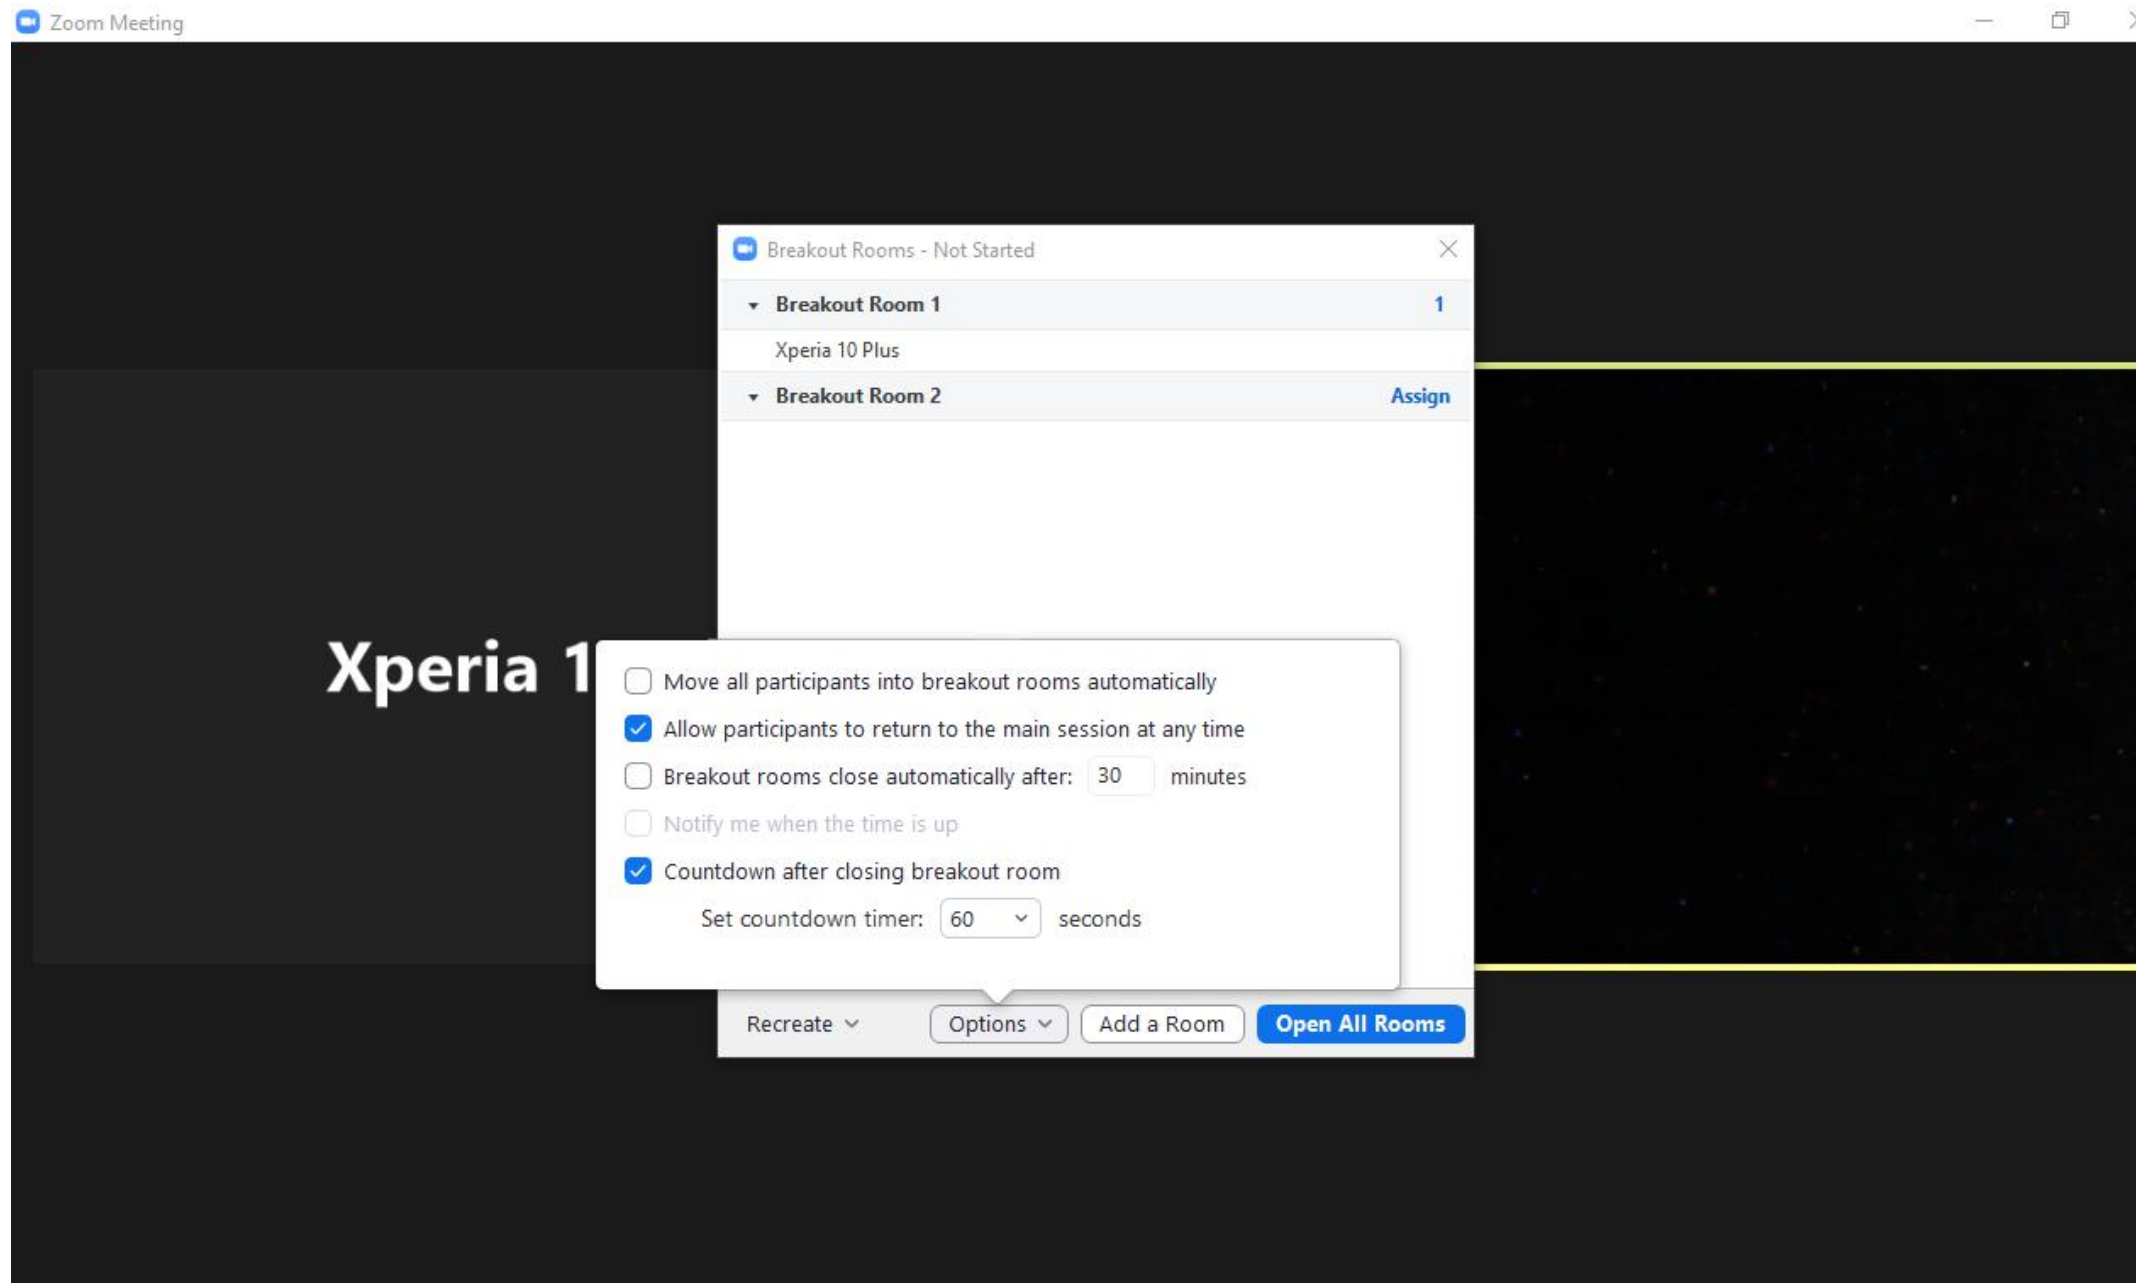 Zoom Meeting
Breakout Rooms - Not Started
Breakout Room 1 1
Xperia 10 Plus
Breakout Room 2 Assign
Xperia 1
Move all participants into breakout rooms automatically
Allow participants to return to the main session at any time
Breakout rooms close automatically after: 30 minutes
Notify me when the time is up
Countdown after closing breakout room
Set countdown timer: 60 seconds
Recreate Options Add a Room Open All Rooms